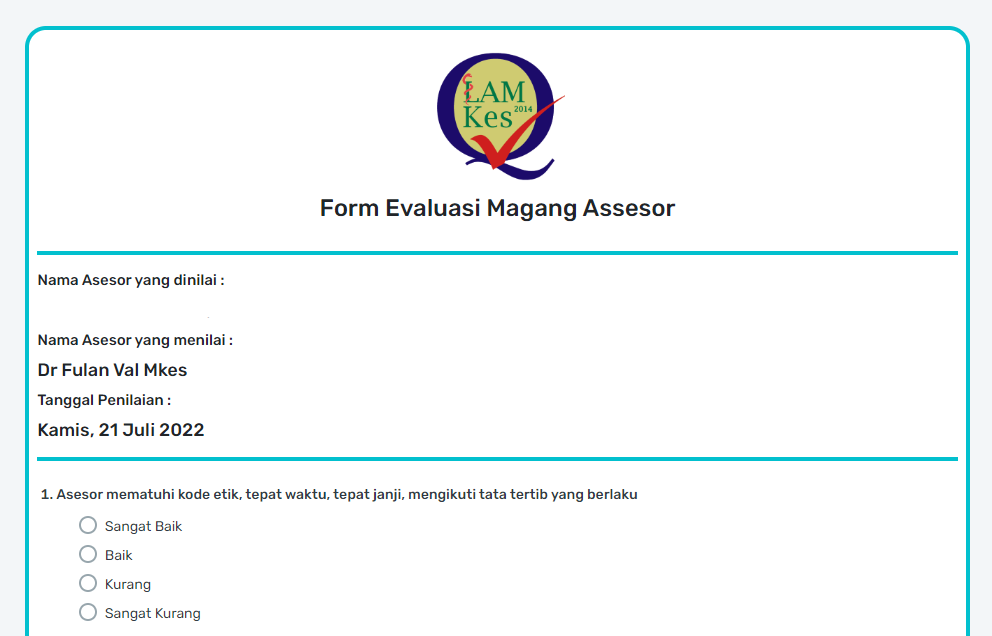 LAM
Kes 2014
Form Evaluasi Magang Assesor
Nama Asesor yang dinilai :
Nama Asesor yang menilai :
Dr Fulan Val Mkes
Tanggal Penilaian :
Kamis, 21 Juli 2022
1. Asesor mematuhi kode etik, tepat waktu, tepat janji, mengikuti tata tertib yang berlaku
Sangat Baik
Baik
Kurang
Sangat Kurang